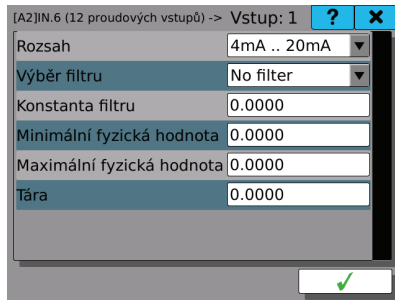 [A2]IN.6 (12 proudových vstupů) -> Vstup: 1 ? ×
Rozsah 4mA .. 20mA
Výběr filtru No filter
Konstanta filtru 0.0000
Minimální fyzická hodnota 0.0000
Maximální fyzická hodnota 0.0000
Tára 0.0000